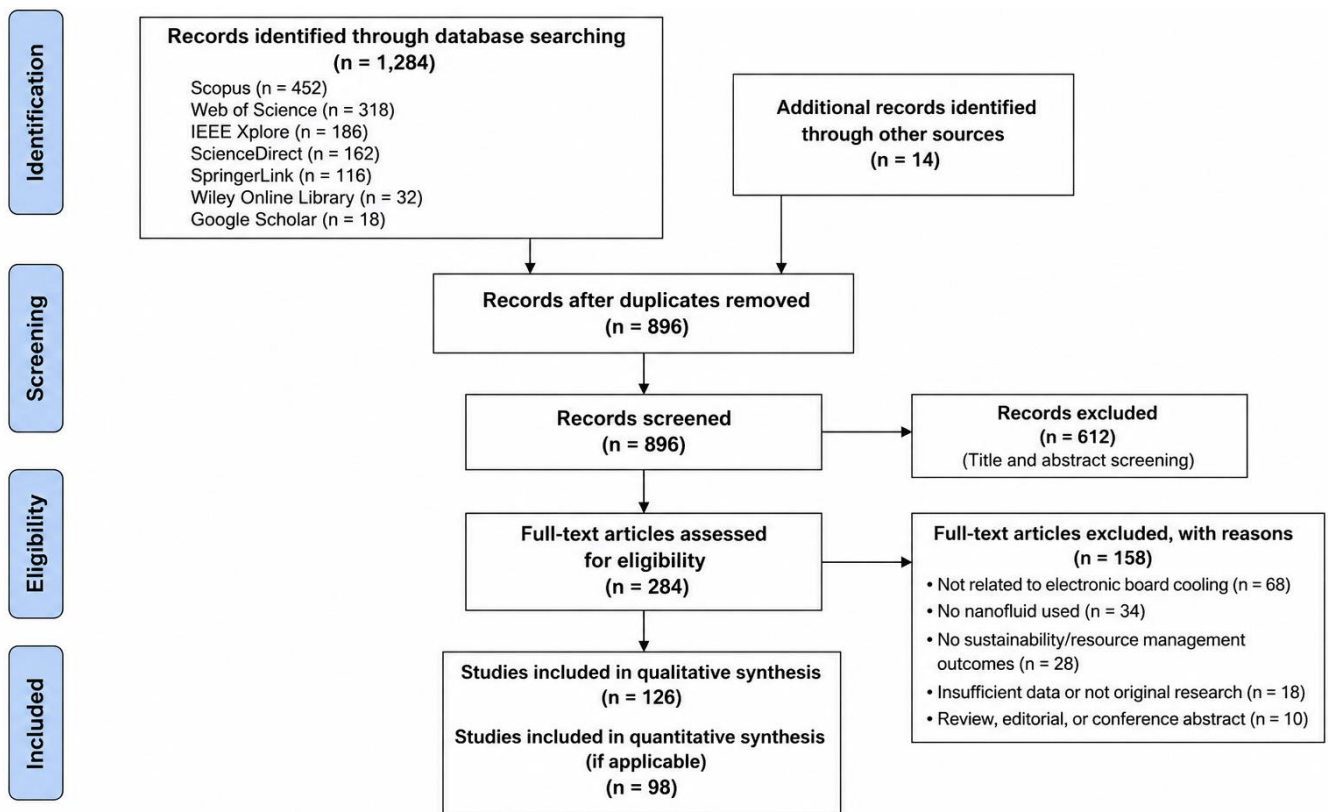 Identification
Records identified through database searching
(n = 1,284)
Scopus (n = 452)
Web of Science (n = 318)
IEEE Xplore (n = 186)
ScienceDirect (n = 162)
SpringerLink (n = 116)
Wiley Online Library (n = 32)
Google Scholar (n = 18)
Additional records identified
through other sources
(n = 14)
Screening
Records after duplicates removed
(n = 896)
Records screened
(n = 896)
Records excluded
(n = 612)
(Title and abstract screening)
Eligibility
Full-text articles assessed
for eligibility
(n = 284)
Full-text articles excluded, with reasons
(n = 158)
• Not related to electronic board cooling (n = 68)
• No nanofluid used (n = 34)
• No sustainability/resource management
outcomes (n = 28)
• Insufficient data or not original research (n = 18)
• Review, editorial, or conference abstract (n = 10)
Included
Studies included in qualitative synthesis
(n = 126)
Studies included in quantitative synthesis
(if applicable)
(n = 98)